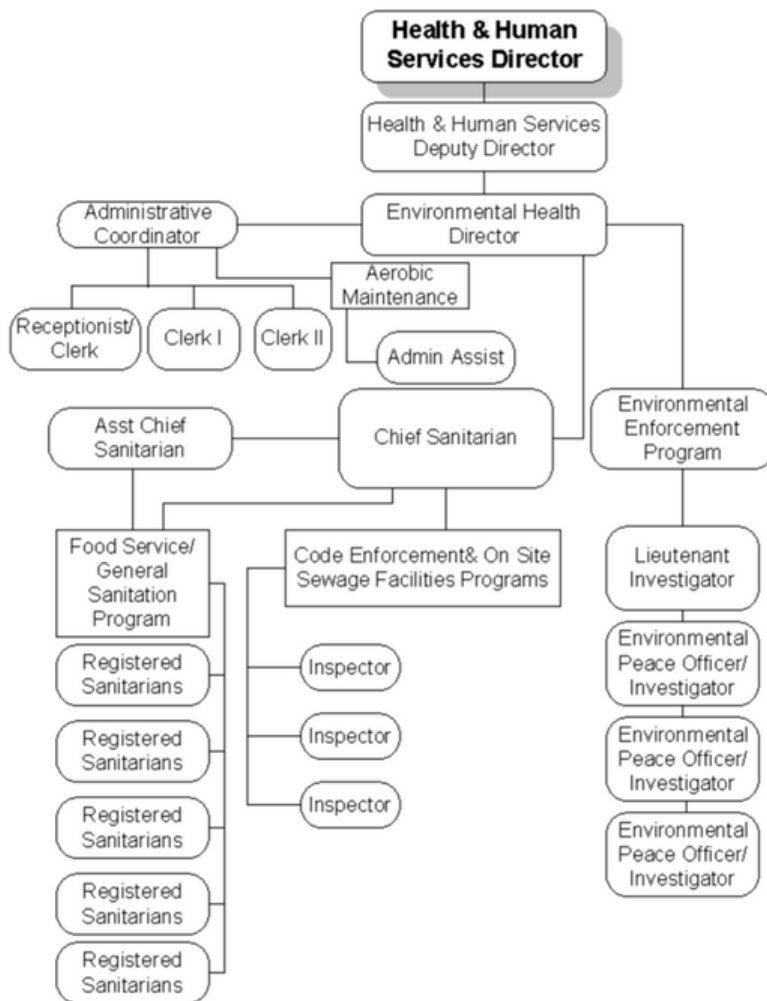 Health & Human
Services Director
Health & Human Services
Deputy Director
Administrative
Coordinator
Environmental Health
Director
Aerobic
Maintenance
Receptionist/
Clerk
Clerk I
Clerk II
Admin Assist
Asst Chief
Sanitarian
Chief Sanitarian
Environmental
Enforcement
Program
Food Service/
General
Sanitation
Program
Code Enforcement& On Site
Sewage Facilities Programs
Lieutenant
Investigator
Registered
Sanitarians
Inspector
Environmental
Peace Officer/
Investigator
Registered
Sanitarians
Inspector
Environmental
Peace Officer/
Investigator
Registered
Sanitarians
Inspector
Environmental
Peace Officer/
Investigator
Registered
Sanitarians
Registered
Sanitarians